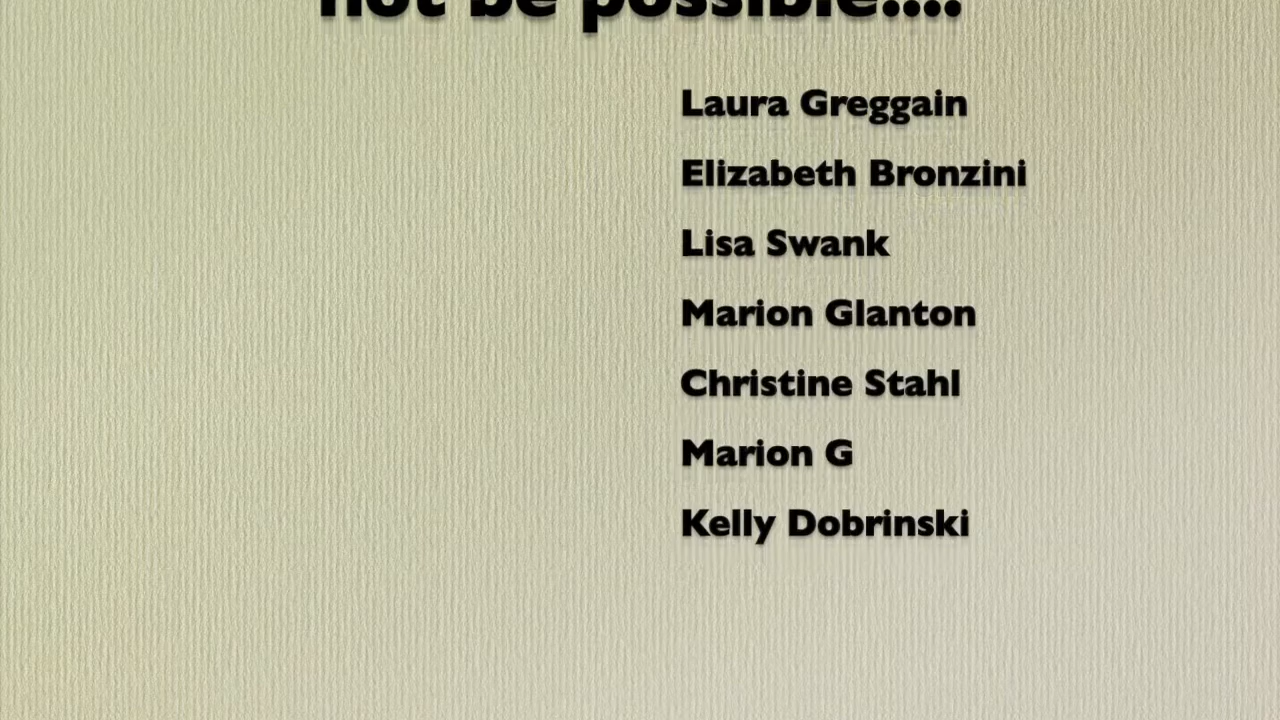 not be possible....
Laura Greggain
Elizabeth Bronzini
Lisa Swank
Marion Glanton
Christine Stahl
Marion G
Kelly Dobrinski